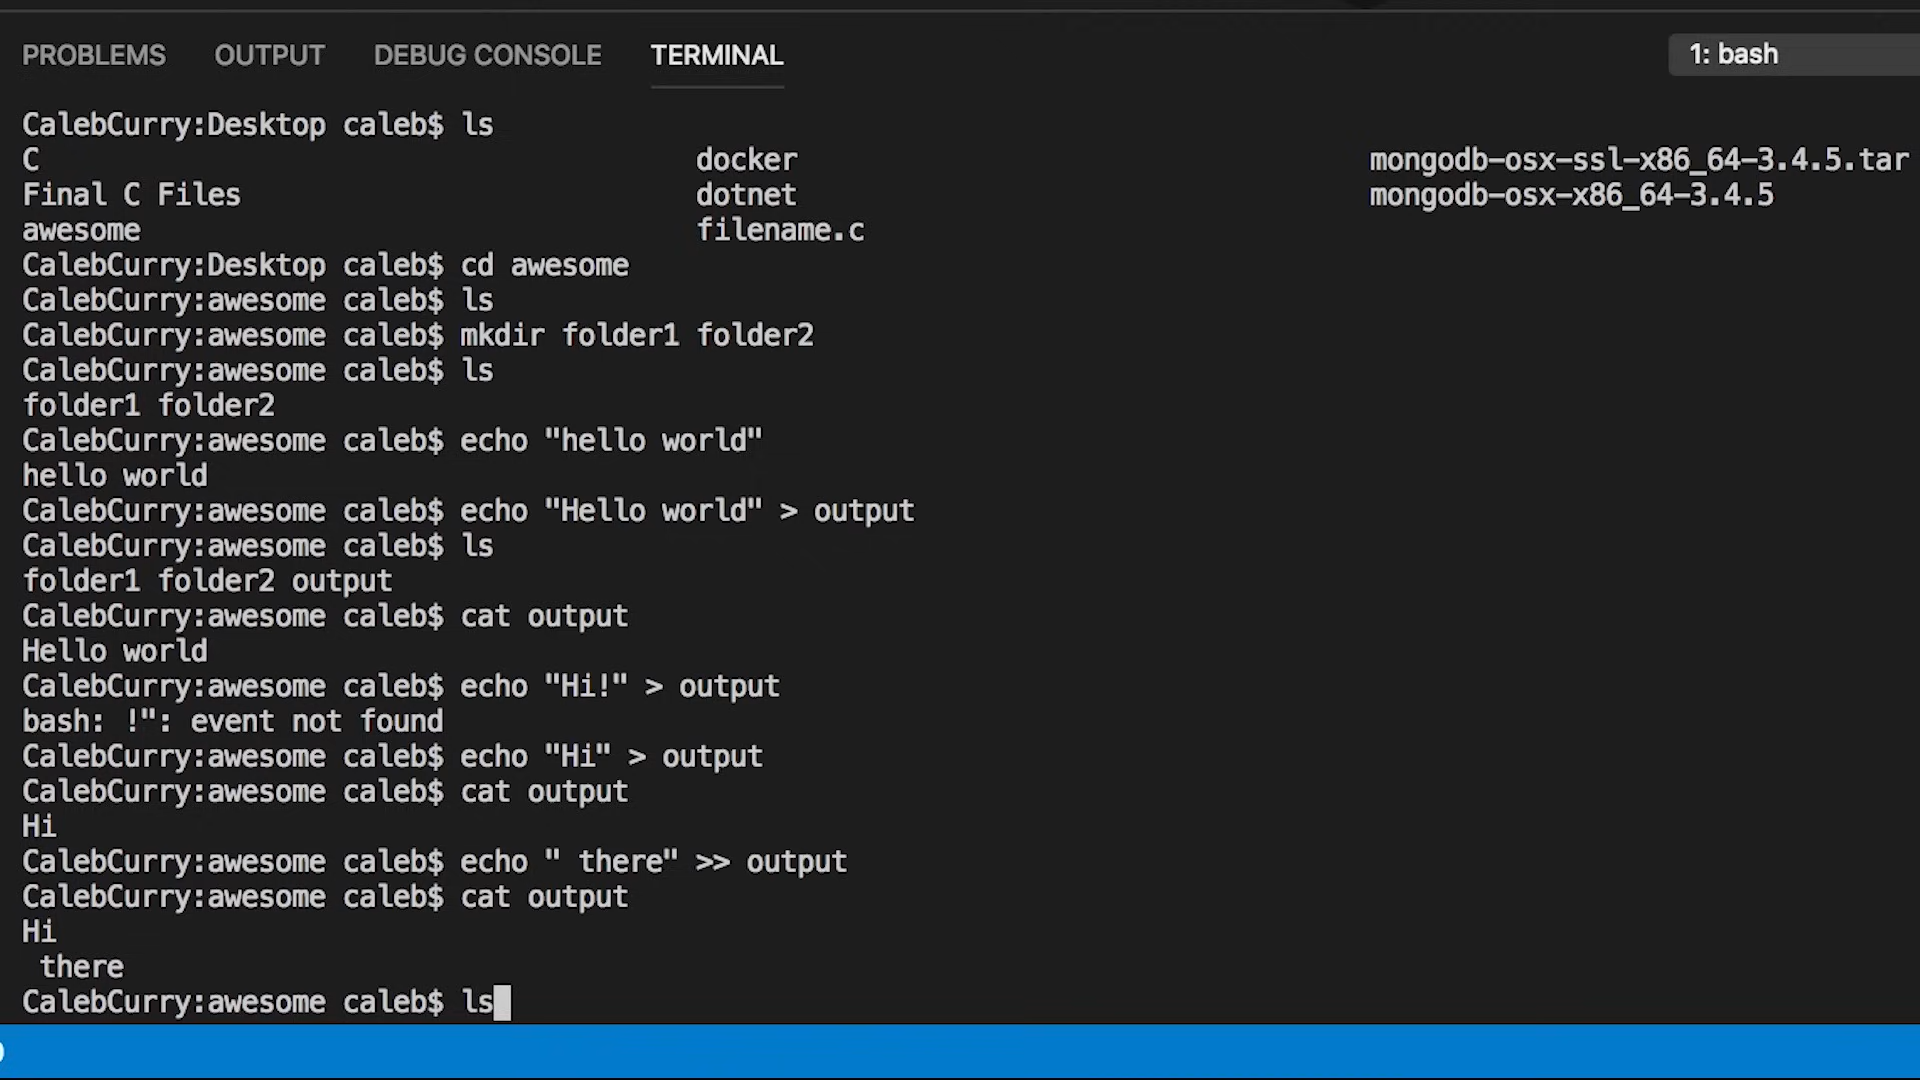 PROBLEMS OUTPUT DEBUG CONSOLE TERMINAL 1: bash
CalebCurry:Desktop caleb$ ls
C docker mongodb-osx-ssl-x86_64-3.4.5.tar
Final C Files dotnet mongodb-osx-x86_64-3.4.5
awesome filename.c
CalebCurry:Desktop caleb$ cd awesome
CalebCurry:awesome caleb$ ls
CalebCurry:awesome caleb$ mkdir folder1 folder2
CalebCurry:awesome caleb$ ls
folder1 folder2
CalebCurry:awesome caleb$ echo "hello world"
hello world
CalebCurry:awesome caleb$ echo "Hello world" > output
CalebCurry:awesome caleb$ ls
folder1 folder2 output
CalebCurry:awesome caleb$ cat output
Hello world
CalebCurry:awesome caleb$ echo "Hi!" > output
bash: !": event not found
CalebCurry:awesome caleb$ echo "Hi" > output
CalebCurry:awesome caleb$ cat output
Hi
CalebCurry:awesome caleb$ echo " there" >> output
CalebCurry:awesome caleb$ cat output
Hi
 there
CalebCurry:awesome caleb$ ls